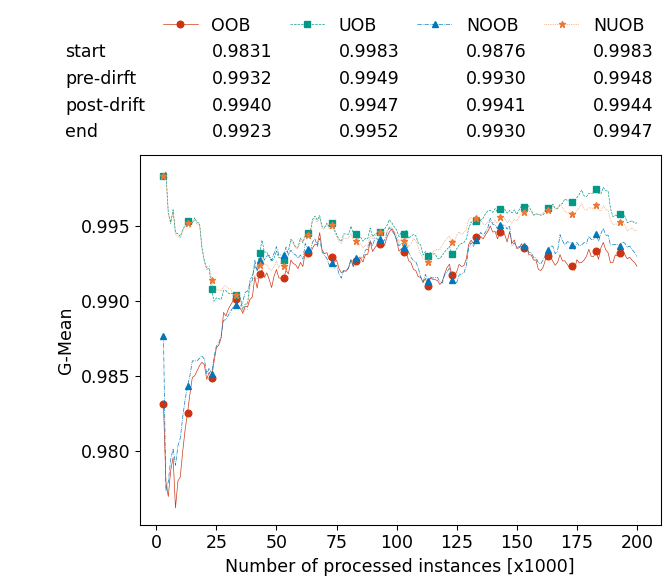 OOB UOB NOOB NUOB
start 0.9831 0.9983 0.9876 0.9983
pre-dirft 0.9932 0.9949 0.9930 0.9948
post-drift 0.9940 0.9947 0.9941 0.9944
end 0.9923 0.9952 0.9930 0.9947
0.995
0.990
0.985
0.980
G-Mean
0 25 50 75 100 125 150 175 200
Number of processed instances [x1000]